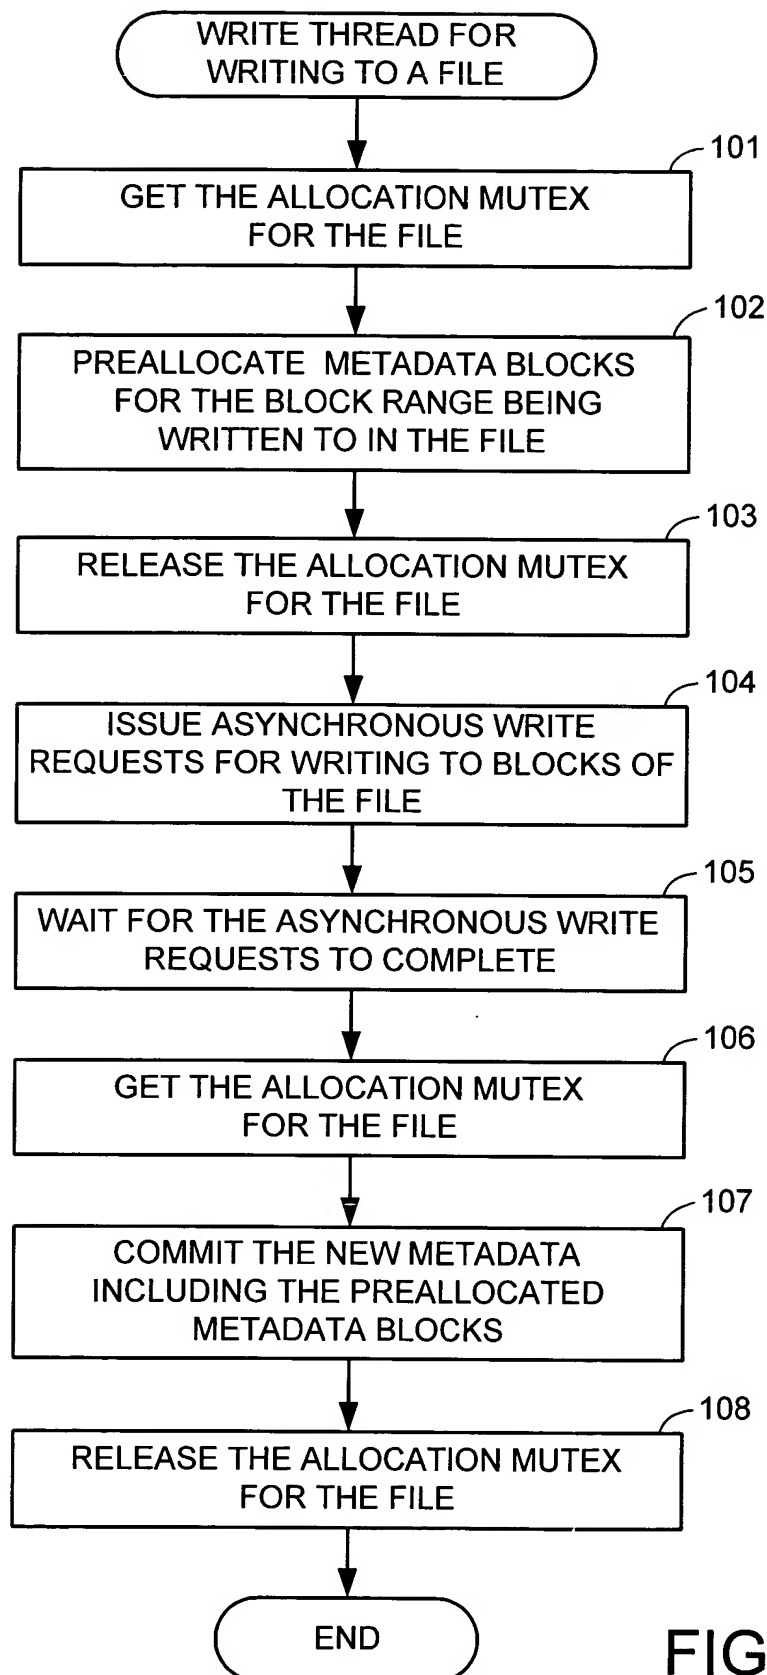 WRITE THREAD FOR
WRITING TO A FILE
101
GET THE ALLOCATION MUTEX
FOR THE FILE
102
PREALLOCATE METADATA BLOCKS
FOR THE BLOCK RANGE BEING
WRITTEN TO IN THE FILE
103
RELEASE THE ALLOCATION MUTEX
FOR THE FILE
104
ISSUE ASYNCHRONOUS WRITE
REQUESTS FOR WRITING TO BLOCKS OF
THE FILE
105
WAIT FOR THE ASYNCHRONOUS WRITE
REQUESTS TO COMPLETE
106
GET THE ALLOCATION MUTEX
FOR THE FILE
107
COMMIT THE NEW METADATA
INCLUDING THE PREALLOCATED
METADATA BLOCKS
108
RELEASE THE ALLOCATION MUTEX
FOR THE FILE
END
FIG